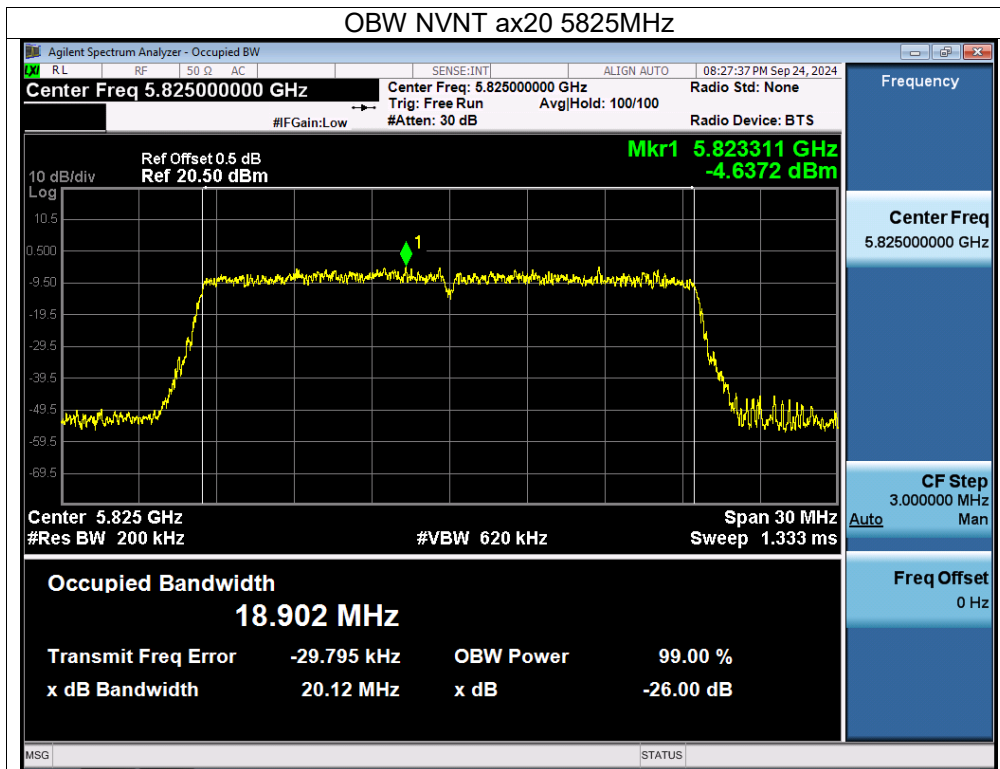 OBW NVNT ax20 5825MHz
Agilent Spectrum Analyzer - Occupied BW
LXI RL RF 50 Ω AC SENSE:INT ALIGN AUTO 08:27:37 PM Sep 24, 2024
Center Freq 5.825000000 GHz
Center Freq: 5.825000000 GHz Radio Std: None
Trig: Free Run Avg|Hold: 100/100
#IFGain:Low #Atten: 30 dB Radio Device: BTS
Mkr1 5.823311 GHz
-4.6372 dBm
Ref Offset 0.5 dB
10 dB/div Ref 20.50 dBm
Log
10.5
0.500
-9.50
-19.5
-29.5
-39.5
-49.5
-59.5
-69.5
1
Center 5.825 GHz Span 30 MHz
#Res BW 200 kHz #VBW 620 kHz Sweep 1.333 ms
Occupied Bandwidth
18.902 MHz
Transmit Freq Error -29.795 kHz OBW Power 99.00 %
x dB Bandwidth 20.12 MHz x dB -26.00 dB
MSG STATUS
Frequency
Center Freq
5.825000000 GHz
CF Step
3.000000 MHz
Auto Man
Freq Offset
0 Hz